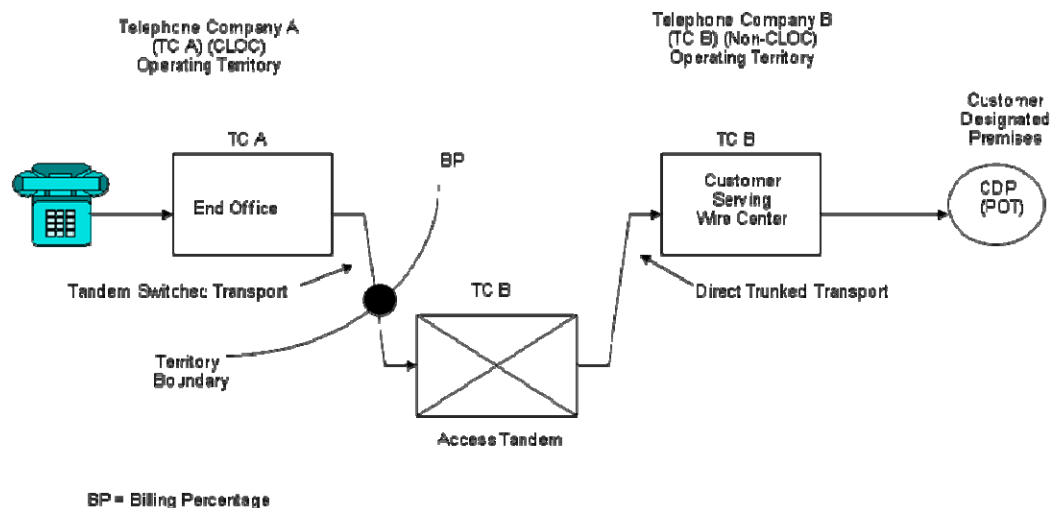 Telephone Company A
(TC A) (CLOC)
Operating Territory
Telephone Company B
(TC B) (Non-CLOC)
Operating Territory
Customer
Designated
Premises
TC A
End Office
BP
TC B
Customer
Serving
Wire Center
CDP
(POT)
Tandem Switched Transport
TC B
Direct Trunked Transport
Territory
Boundary
Access Tandem
BP = Billing Percentage